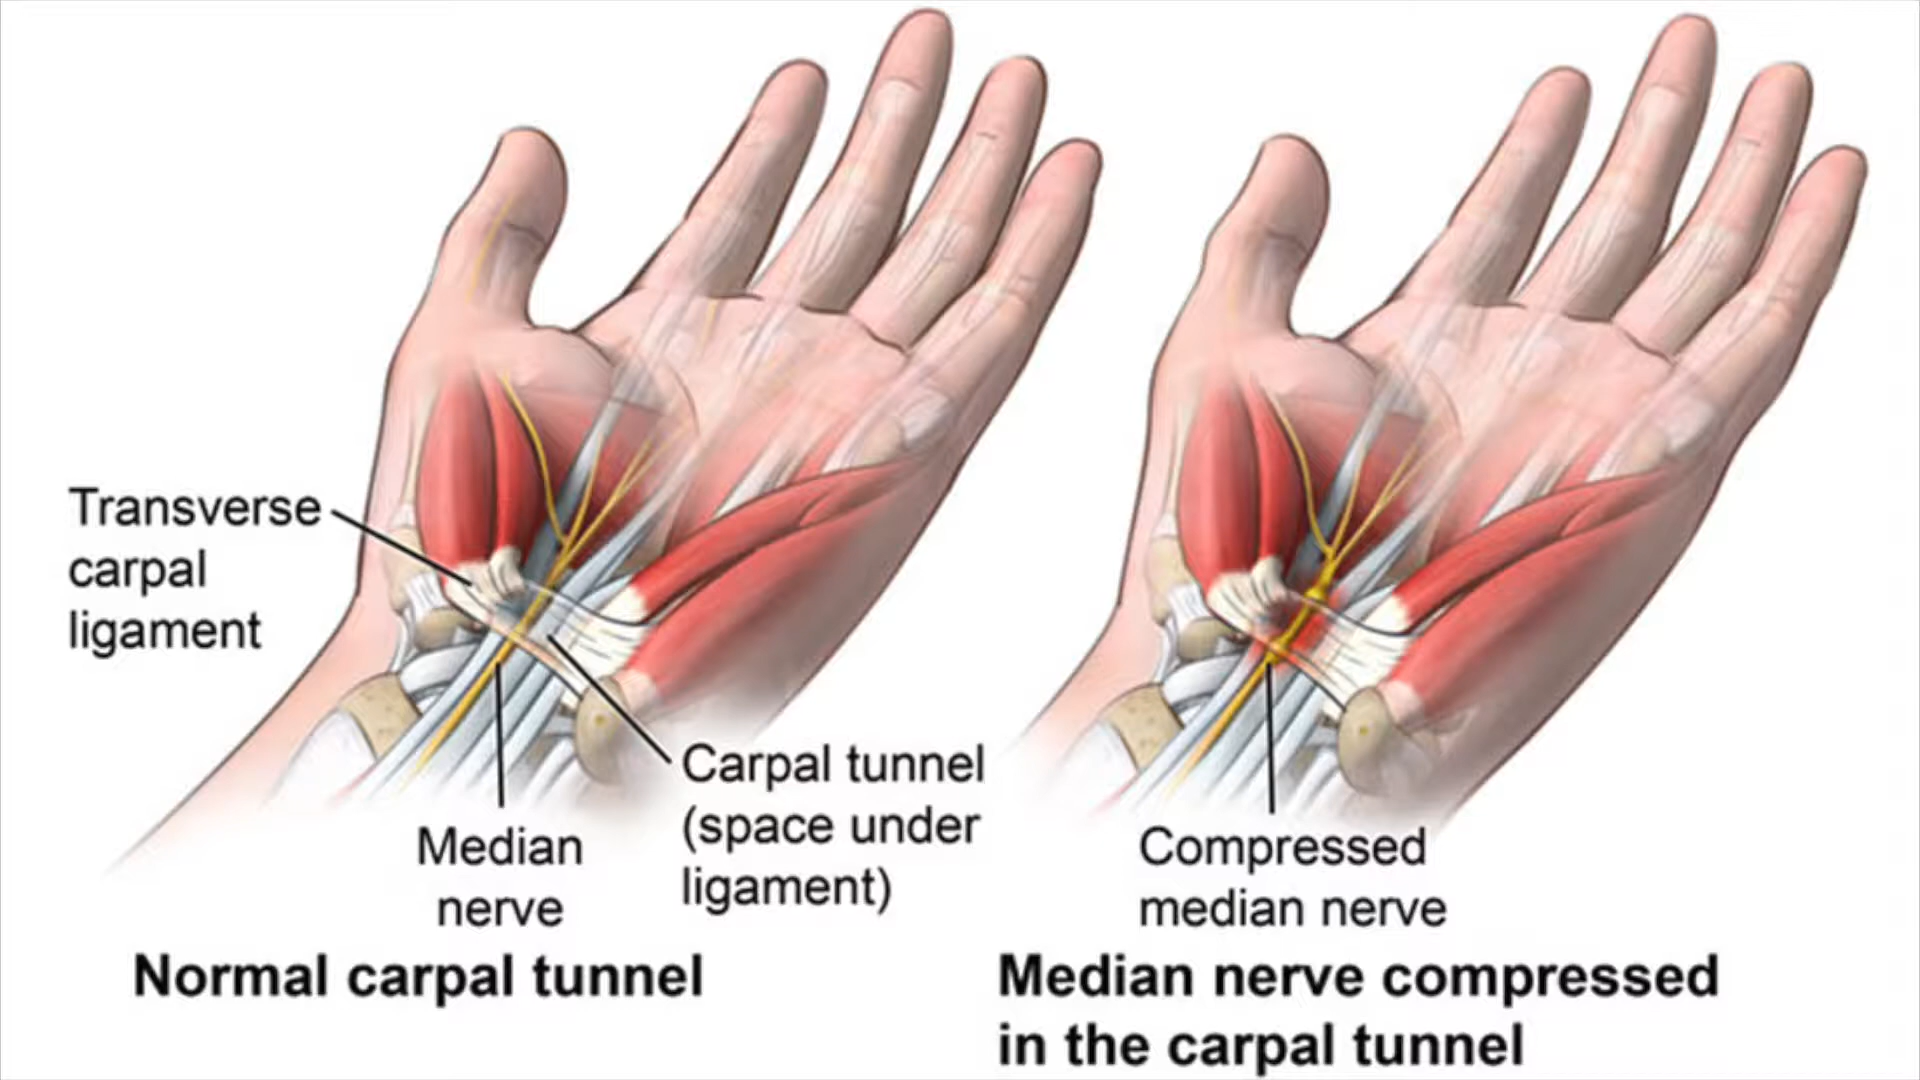 Transverse
carpal
ligament
Median
nerve
Carpal tunnel
(space under
ligament)
Normal carpal tunnel
Compressed
median nerve
Median nerve compressed
in the carpal tunnel